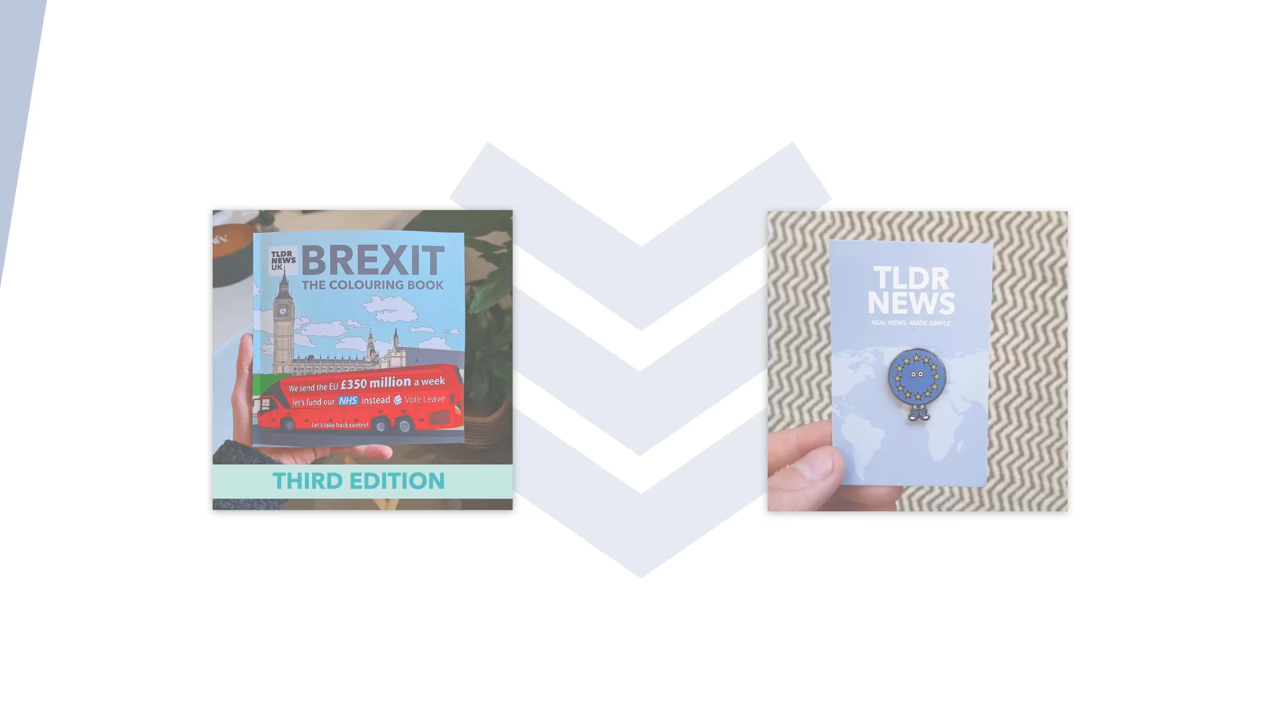 TLDR
NEWS
UK
BREXIT
THE COLOURING BOOK
We send the EU £350 million a week
let's fund our NHS instead Vote Leave
Let's take back control
THIRD EDITION
TLDR
NEWS
REAL NEWS. MADE SIMPLE.